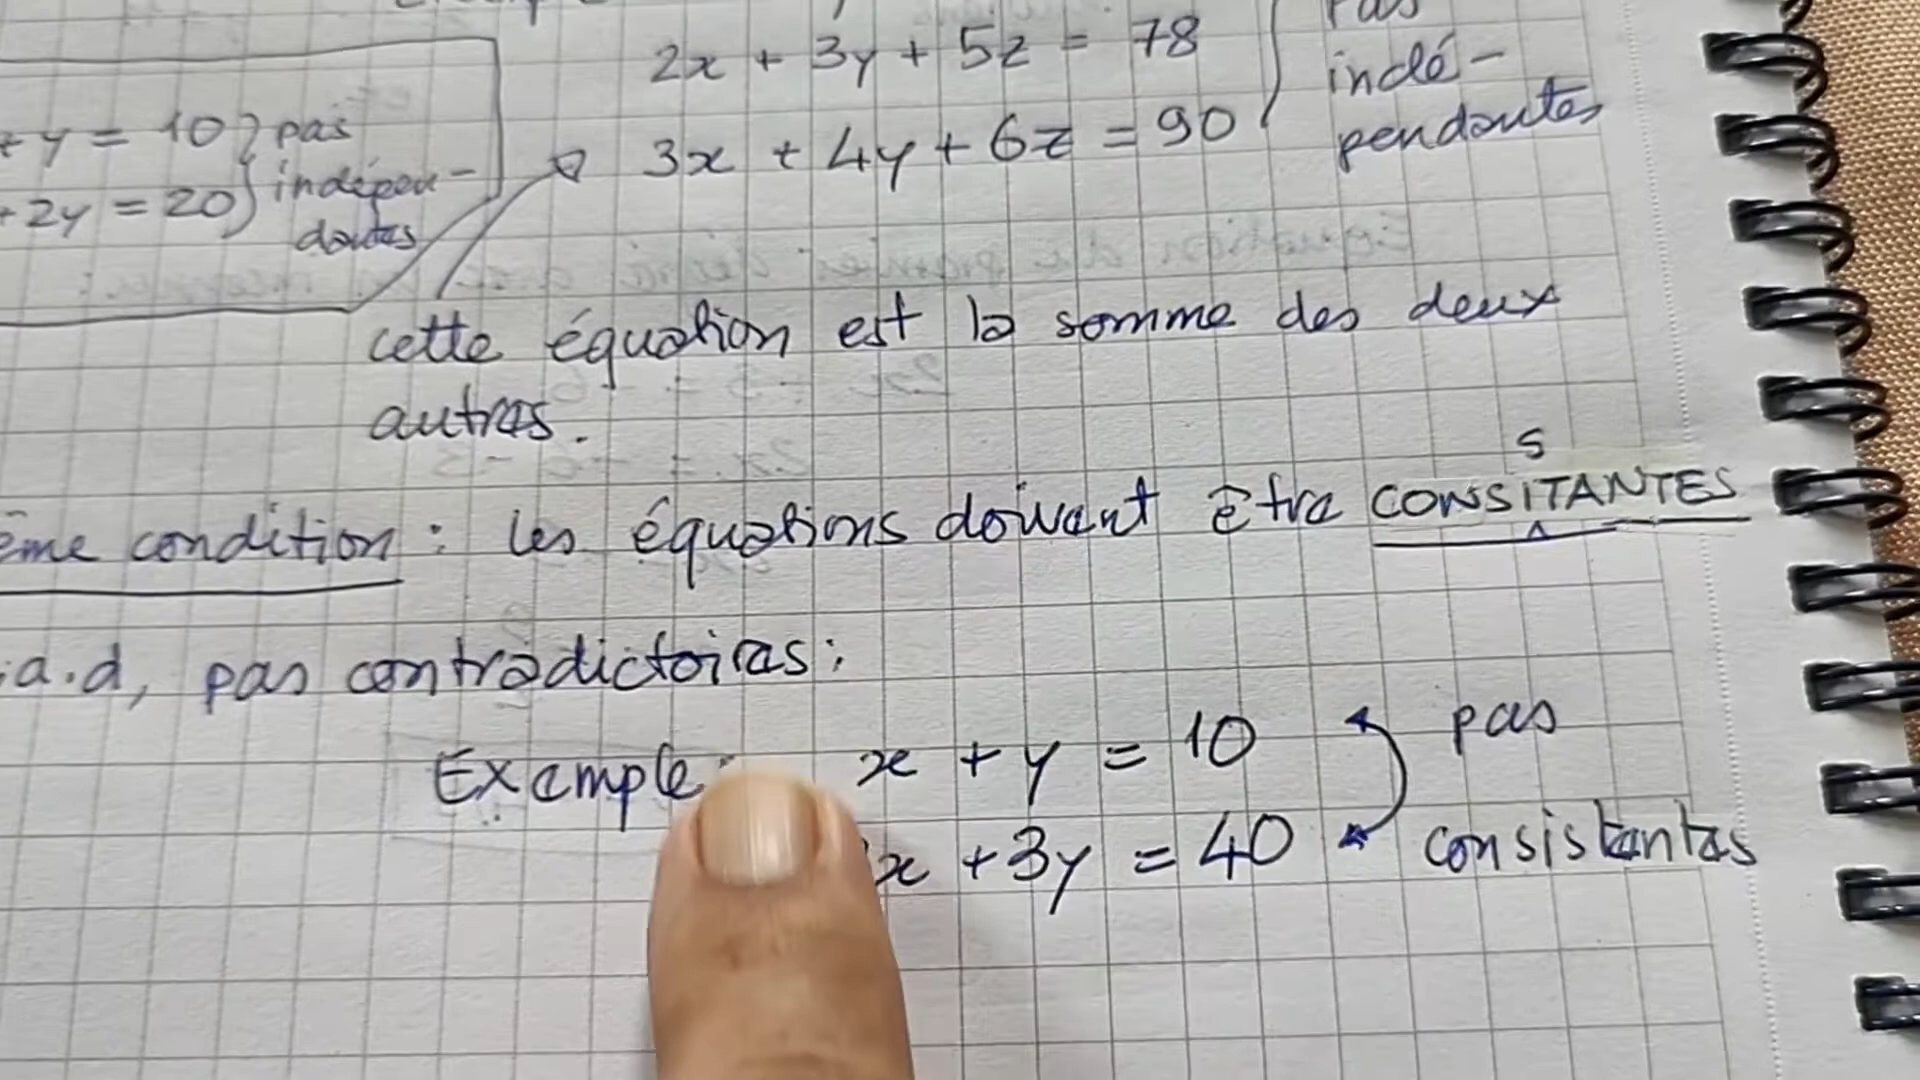 2x + 3y + 5z = 78
indé-
3x + 4y + 6z = 90
pendantes
+ y = 10 } pas
indépen-
+ 2y = 20
dantes
cette équation est la somme des deux
autres.
ème condition : les équations doivent être CONSISTANTES
.a.d, pas contradictoires :
Exemple : x + y = 10 pas
x + 3y = 40 consistantes